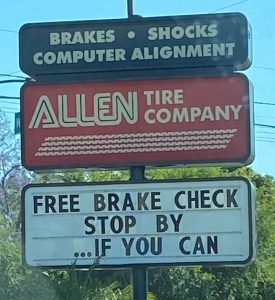 BRAKES • SHOCKS
COMPUTER ALIGNMENT
ALLEN TIRE
COMPANY
FREE BRAKE CHECK
STOP BY
...IF YOU CAN